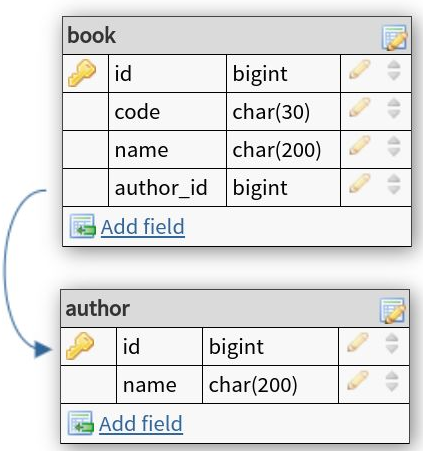 book
id bigint
code char(30)
name char(200)
author_id bigint
Add field
author
id bigint
name char(200)
Add field